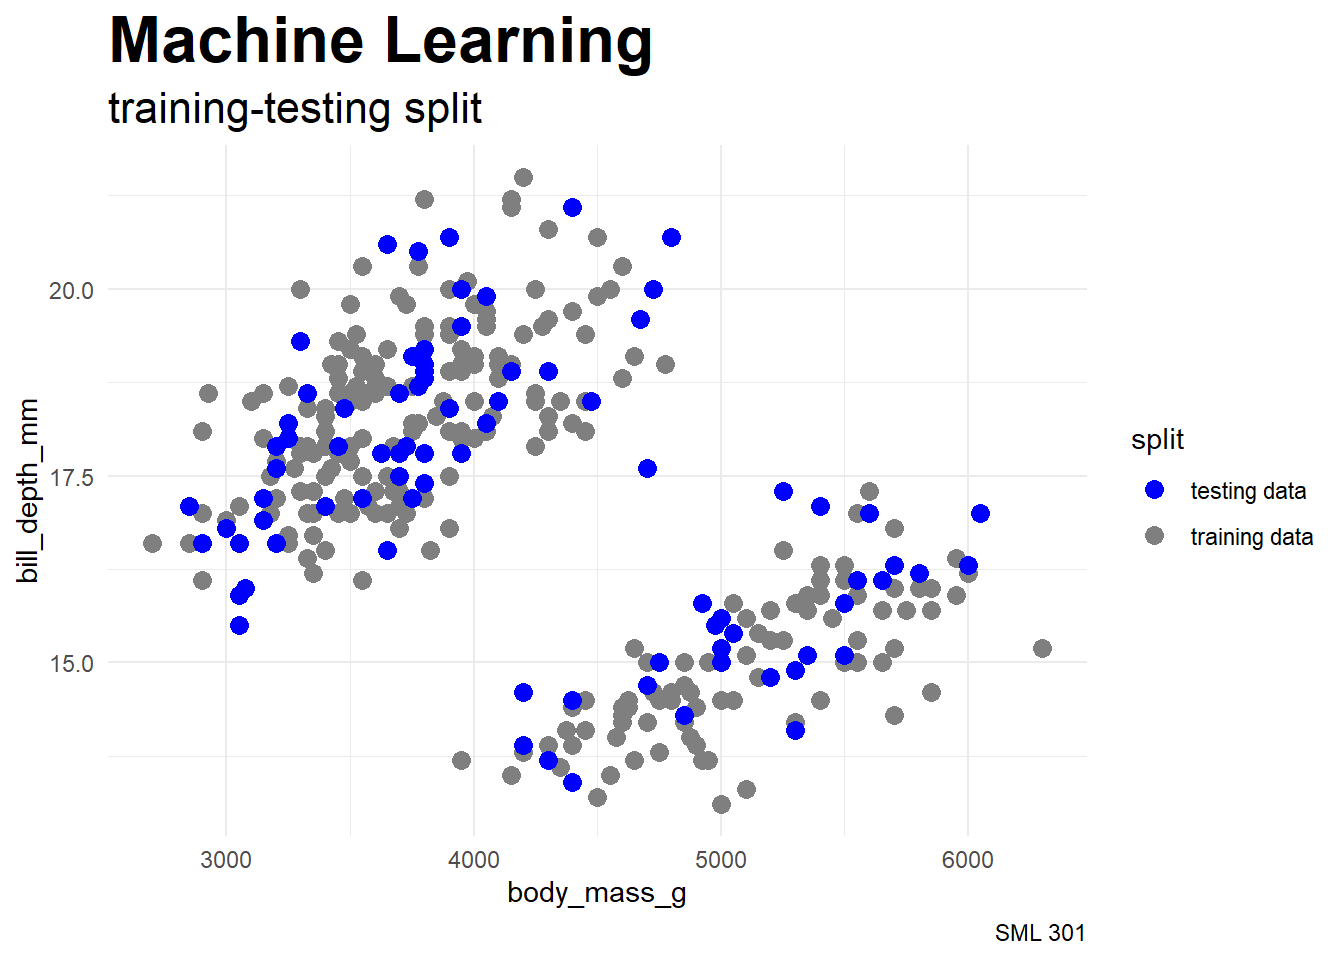 Machine Learning
training-testing split
bill_depth_mm
20.0
17.5
15.0
3000 4000 5000 6000
body_mass_g
split
testing data
training data
SML 301